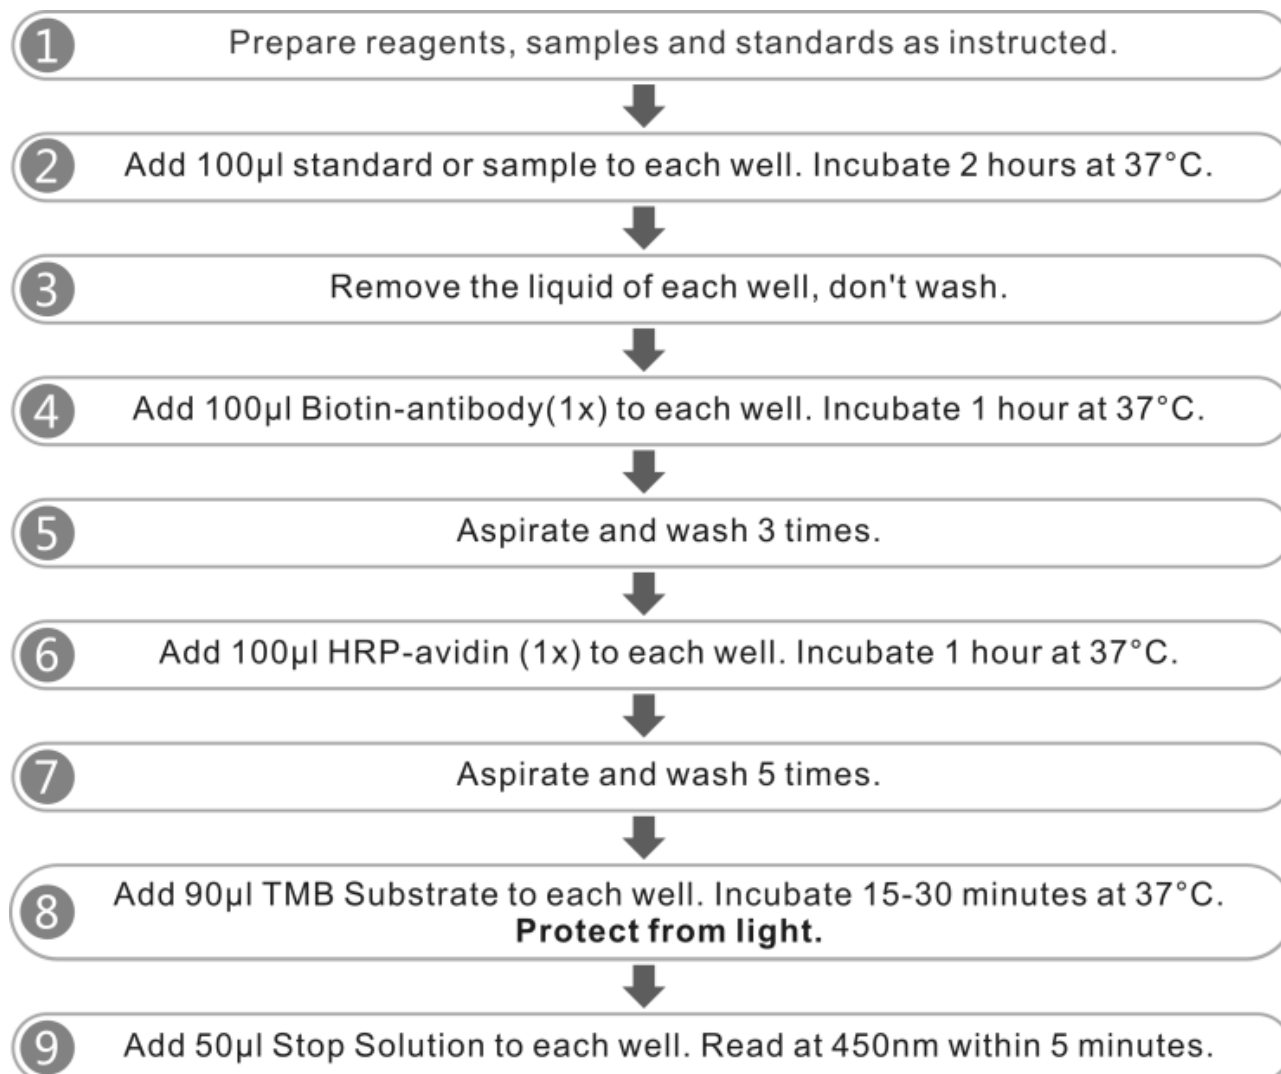 1 Prepare reagents, samples and standards as instructed.
2 Add 100µl standard or sample to each well. Incubate 2 hours at 37°C.
3 Remove the liquid of each well, don't wash.
4 Add 100µl Biotin-antibody(1x) to each well. Incubate 1 hour at 37°C.
5 Aspirate and wash 3 times.
6 Add 100µl HRP-avidin (1x) to each well. Incubate 1 hour at 37°C.
7 Aspirate and wash 5 times.
8 Add 90µl TMB Substrate to each well. Incubate 15-30 minutes at 37°C.
Protect from light.
9 Add 50µl Stop Solution to each well. Read at 450nm within 5 minutes.